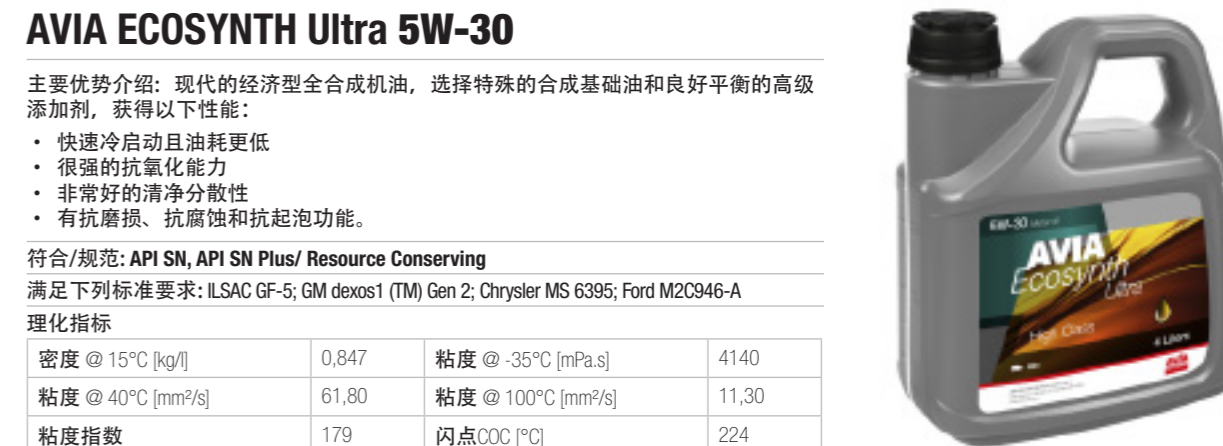 AVIA ECOSYNTH Ultra 5W-30
主要优势介绍：现代的经济型全合成机油，选择特殊的合成基础油和良好平衡的高级
添加剂，获得以下性能：
• 快速冷启动且油耗更低
• 很强的抗氧化能力
• 非常好的清净分散性
• 有抗磨损、抗腐蚀和抗起泡功能。
符合/规范: API SN, API SN Plus/ Resource Conserving
满足下列标准要求: ILSAC GF-5; GM dexos1 (TM) Gen 2; Chrysler MS 6395; Ford M2C946-A
理化指标
密度 @ 15°C [kg/l] 0,847 粘度 @ -35°C [mPa.s] 4140
粘度 @ 40°C [mm²/s] 61,80 粘度 @ 100°C [mm²/s] 11,30
粘度指数 179 闪点COC [°C] 224
5W-30
AVIA
Ecosynth
Ultra
High Class
4 Liters
AVIA